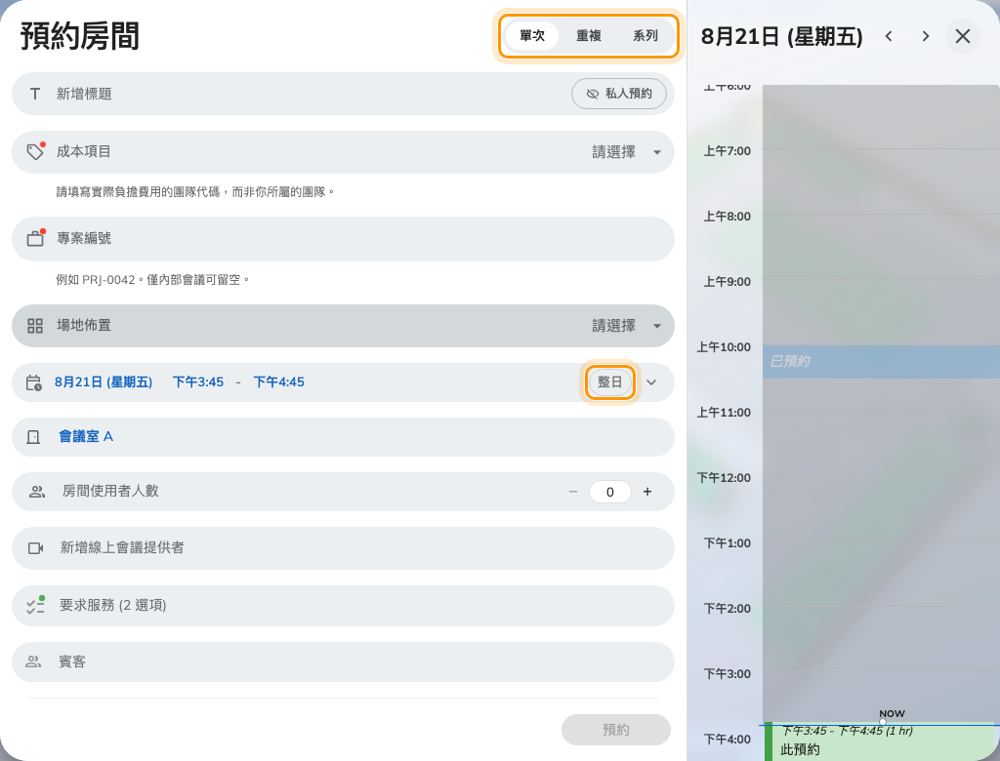 預約房間
單次 重複 系列
新增標題
私人預約
成本項目
請選擇
請填寫實際負擔費用的團隊代碼，而非你所屬的團隊。
專案編號
例如 PRJ-0042。僅內部會議可留空。
場地佈置
請選擇
8月21日 (星期五) 下午3:45 - 下午4:45
整日
會議室 A
房間使用者人數
− 0 +
新增線上會議提供者
要求服務 (2 選項)
賓客
預約
8月21日 (星期五)
上午6:00
上午7:00
上午8:00
上午9:00
上午10:00
已預約
上午11:00
下午12:00
下午1:00
下午2:00
下午3:00
NOW
下午3:45 - 下午4:45 (1 hr)
下午4:00
此預約